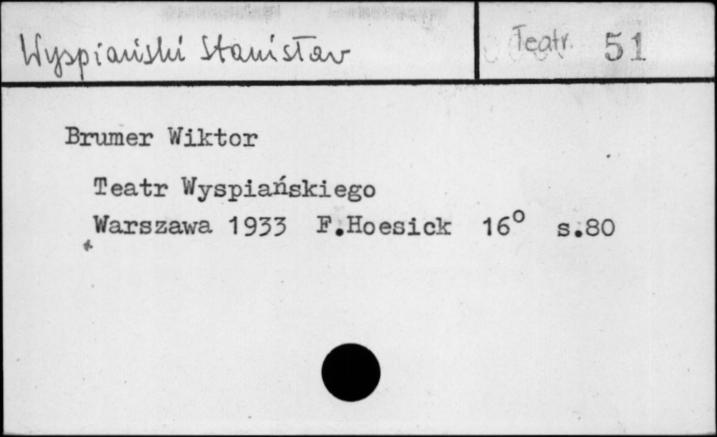 Wyspiański Stanisław
Teatr. 51
Brumer Wiktor
Teatr Wyspiańskiego
Warszawa 1933 F.Hoesick 16° s.80
*